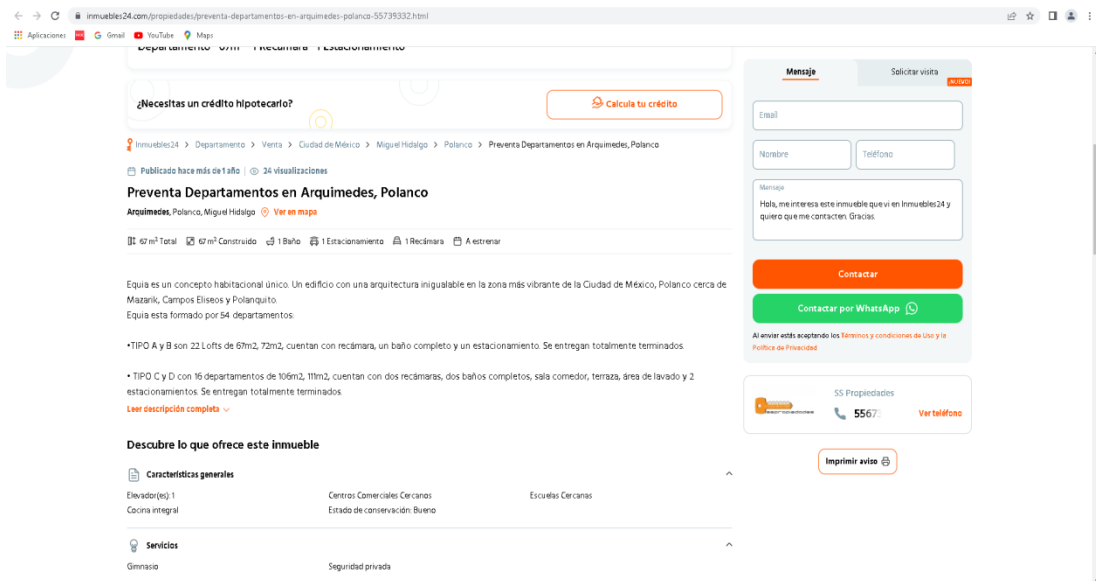 inmuebles24.com/propiedades/preventa-departamentos-en-arquimedes-polanco-55739332.html
Aplicaciones Gmail YouTube Maps
Departamento 67m² 1 Recámara 1 Estacionamiento
¿Necesitas un crédito hipotecario?
Calcula tu crédito
Inmuebles24 > Departamento > Venta > Ciudad de México > Miguel Hidalgo > Polanco > Preventa Departamentos en Arquimedes, Polanco
Publicado hace más de 1 año | 24 visualizaciones
Preventa Departamentos en Arquimedes, Polanco
Arquimedes, Polanco, Miguel Hidalgo Ver en mapa
67 m² Total 67 m² Construido 1 Baño 1 Estacionamiento 1 Recámara A estrenar
Equia es un concepto habitacional único. Un edificio con una arquitectura inigualable en la zona más vibrante de la Ciudad de México, Polanco cerca de
Mazarik, Campos Eliseos y Polanquito.
Equia esta formado por 54 departamentos:
•TIPO A y B son 22 Lofts de 67m2, 72m2, cuentan con recámara, un baño completo y un estacionamiento. Se entregan totalmente terminados.
• TIPO C y D con 16 departamentos de 106m2, 111m2, cuentan con dos recámaras, dos baños completos, sala comedor, terraza, área de lavado y 2
estacionamientos. Se entregan totalmente terminados.
Leer descripción completa
Descubre lo que ofrece este inmueble
Características generales
Elevador(es): 1 Centros Comerciales Cercanos Escuelas Cercanas
Cocina integral Estado de conservación: Bueno
Servicios
Gimnasio Seguridad privada
Mensaje Solicitar visita
¡NUEVO!
Email
Nombre Teléfono
Mensaje
Hola, me interesa este inmueble que vi en Inmuebles24 y
quiero que me contacten. Gracias.
Contactar
Contactar por WhatsApp
Al enviar estás aceptando los Términos y condiciones de Uso y la
Política de Privacidad
SS Propiedades
5567 Ver teléfono
Imprimir aviso